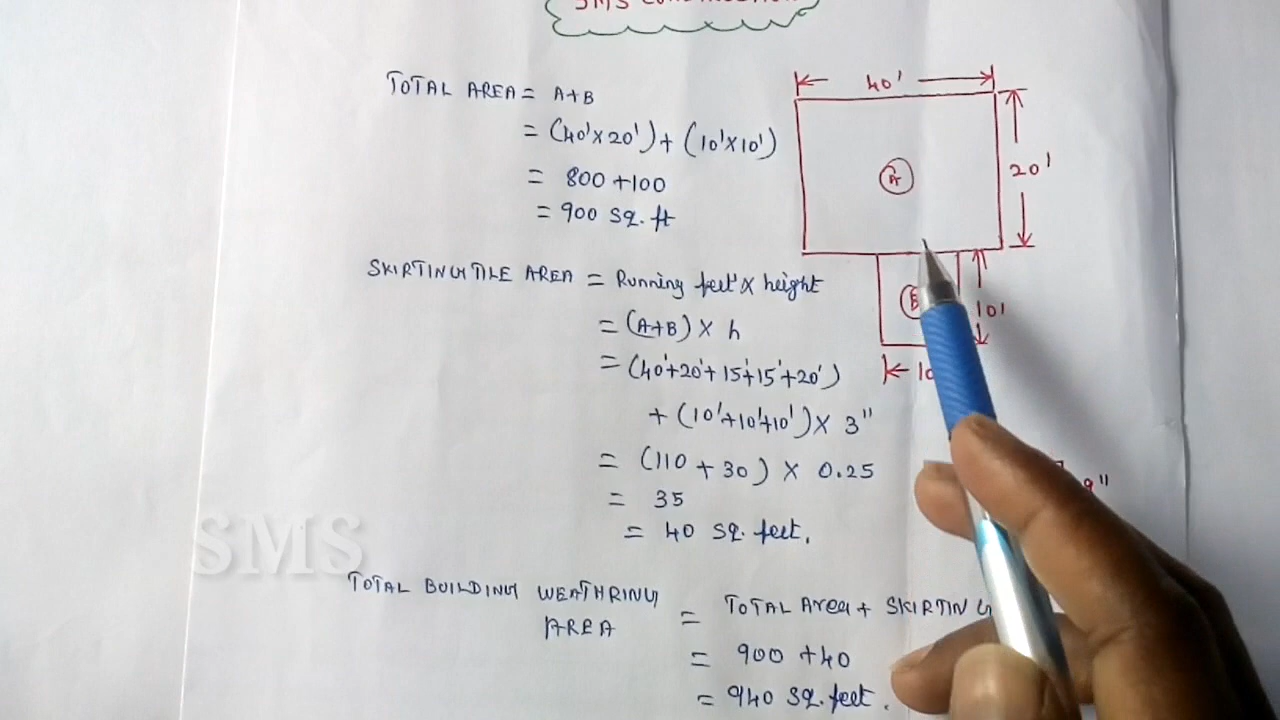 TOTAL AREA = A+B
= (40'X20') + (10'X10')
= 800 +100
= 900 SQ. ft
40'
A
20'
SKIRTING TILE AREA = Running feet X height
= (A+B) X h
= (40'+20'+15'+15'+20')
+ (10'+10'+10') X 3"
= (110 + 30) X 0.25
= 35
= 40 SQ. feet.
B
10'
10
9"
SMS
TOTAL BUILDING WEATHRING AREA = TOTAL Area + SKIRTING
= 900 +40
= 940 SQ. feet.